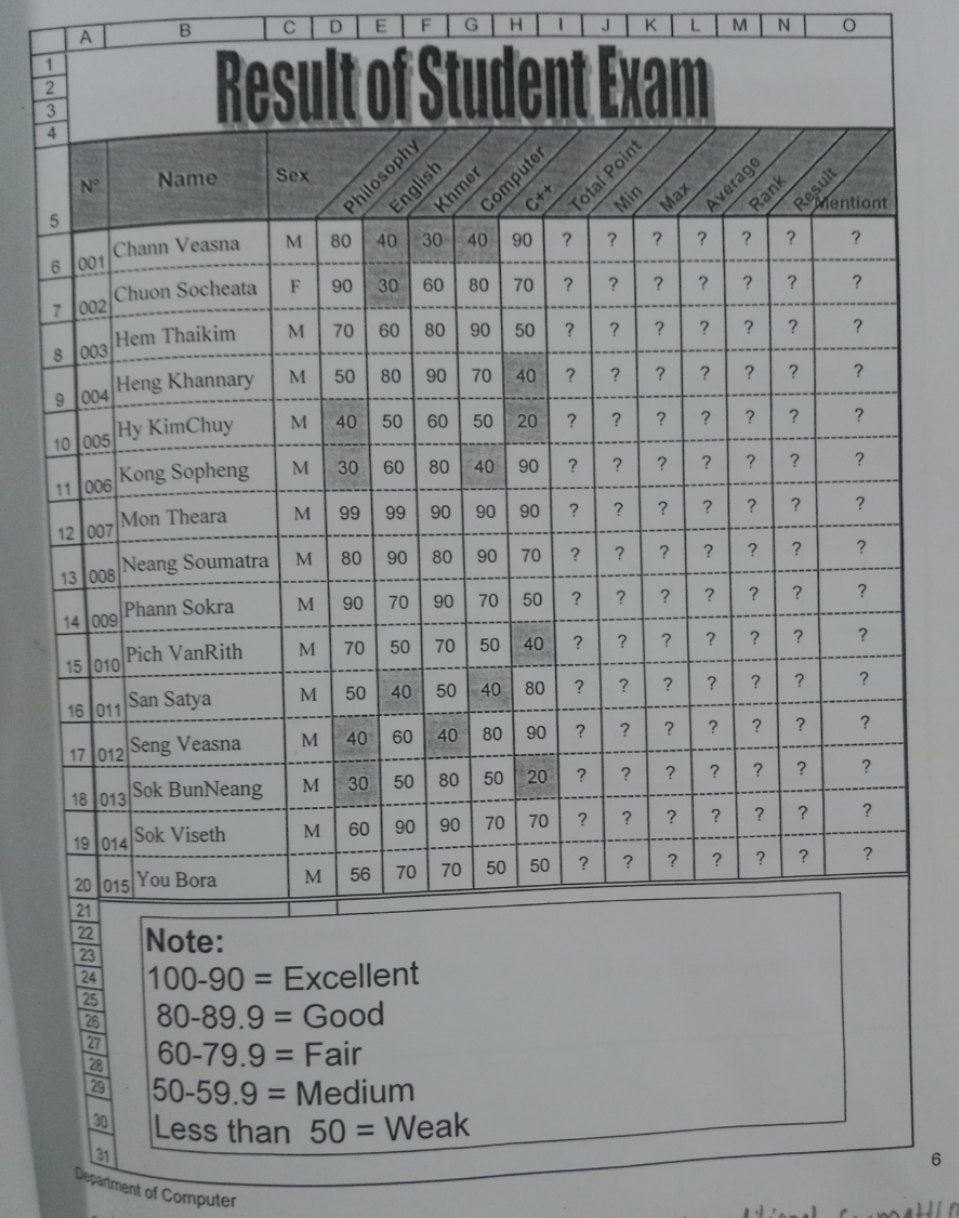 A B C D E F G H I J K L M N O
1
2 Result of Student Exam
3
4
5 Nº Name Sex Philosophy English Khmer Computer C++ Total Point Min Max Average Rank Result Mentiont
6 001 Chann Veasna M 80 40 30 40 90 ? ? ? ? ? ? ?
7 002 Chuon Socheata F 90 30 60 80 70 ? ? ? ? ? ? ?
8 003 Hem Thaikim M 70 60 80 90 50 ? ? ? ? ? ? ?
9 004 Heng Khannary M 50 80 90 70 40 ? ? ? ? ? ? ?
10 005 Hy KimChuy M 40 50 60 50 20 ? ? ? ? ? ? ?
11 006 Kong Sopheng M 30 60 80 40 90 ? ? ? ? ? ? ?
12 007 Mon Theara M 99 99 90 90 90 ? ? ? ? ? ? ?
13 008 Neang Soumatra M 80 90 80 90 70 ? ? ? ? ? ? ?
14 009 Phann Sokra M 90 70 90 70 50 ? ? ? ? ? ? ?
15 010 Pich VanRith M 70 50 70 50 40 ? ? ? ? ? ? ?
16 011 San Satya M 50 40 50 40 80 ? ? ? ? ? ? ?
17 012 Seng Veasna M 40 60 40 80 90 ? ? ? ? ? ? ?
18 013 Sok BunNeang M 30 50 80 50 20 ? ? ? ? ? ? ?
19 014 Sok Viseth M 60 90 90 70 70 ? ? ? ? ? ? ?
20 015 You Bora M 56 70 70 50 50 ? ? ? ? ? ? ?
21
22 Note:
23
24 100-90 = Excellent
25
26 80-89.9 = Good
27
28 60-79.9 = Fair
29 50-59.9 = Medium
30 Less than 50 = Weak
31
6
Department of Computer